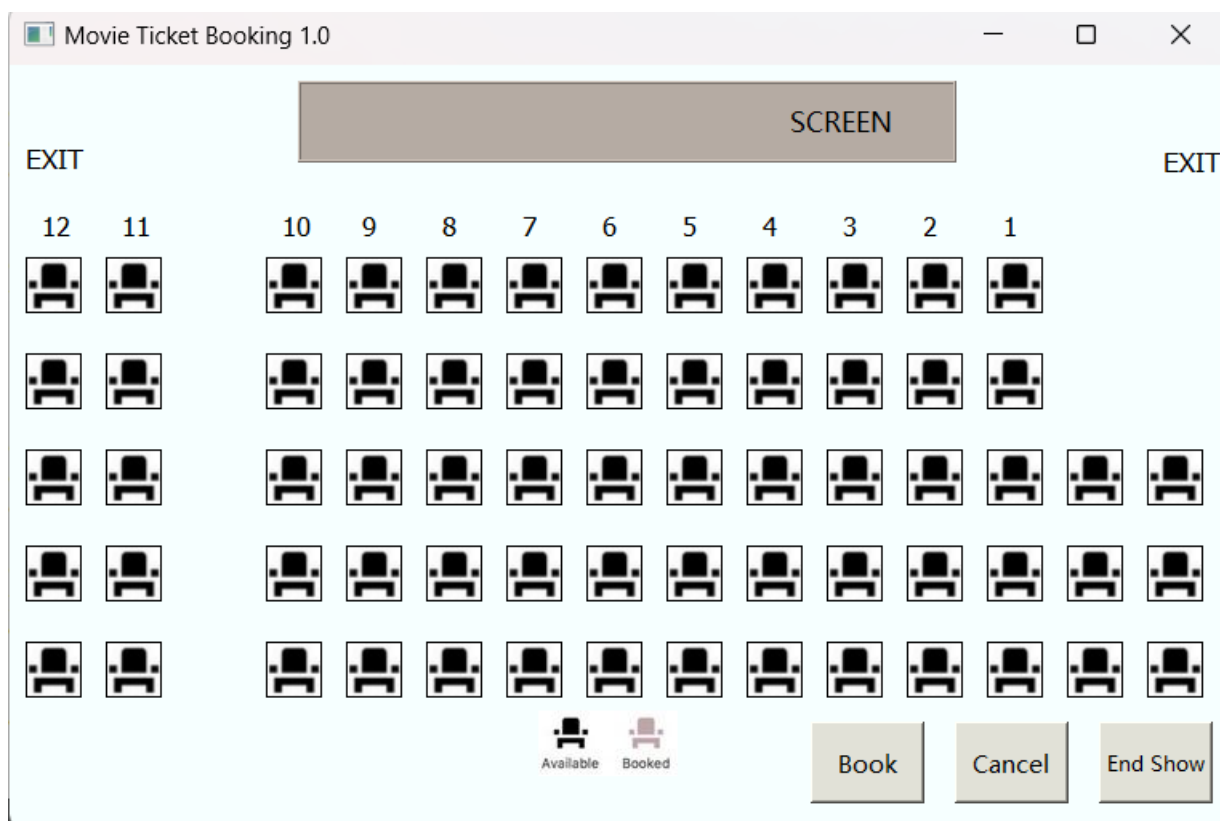 Movie Ticket Booking 1.0
SCREEN
EXIT
EXIT
12 11 10 9 8 7 6 5 4 3 2 1
Available Booked
Book Cancel End Show